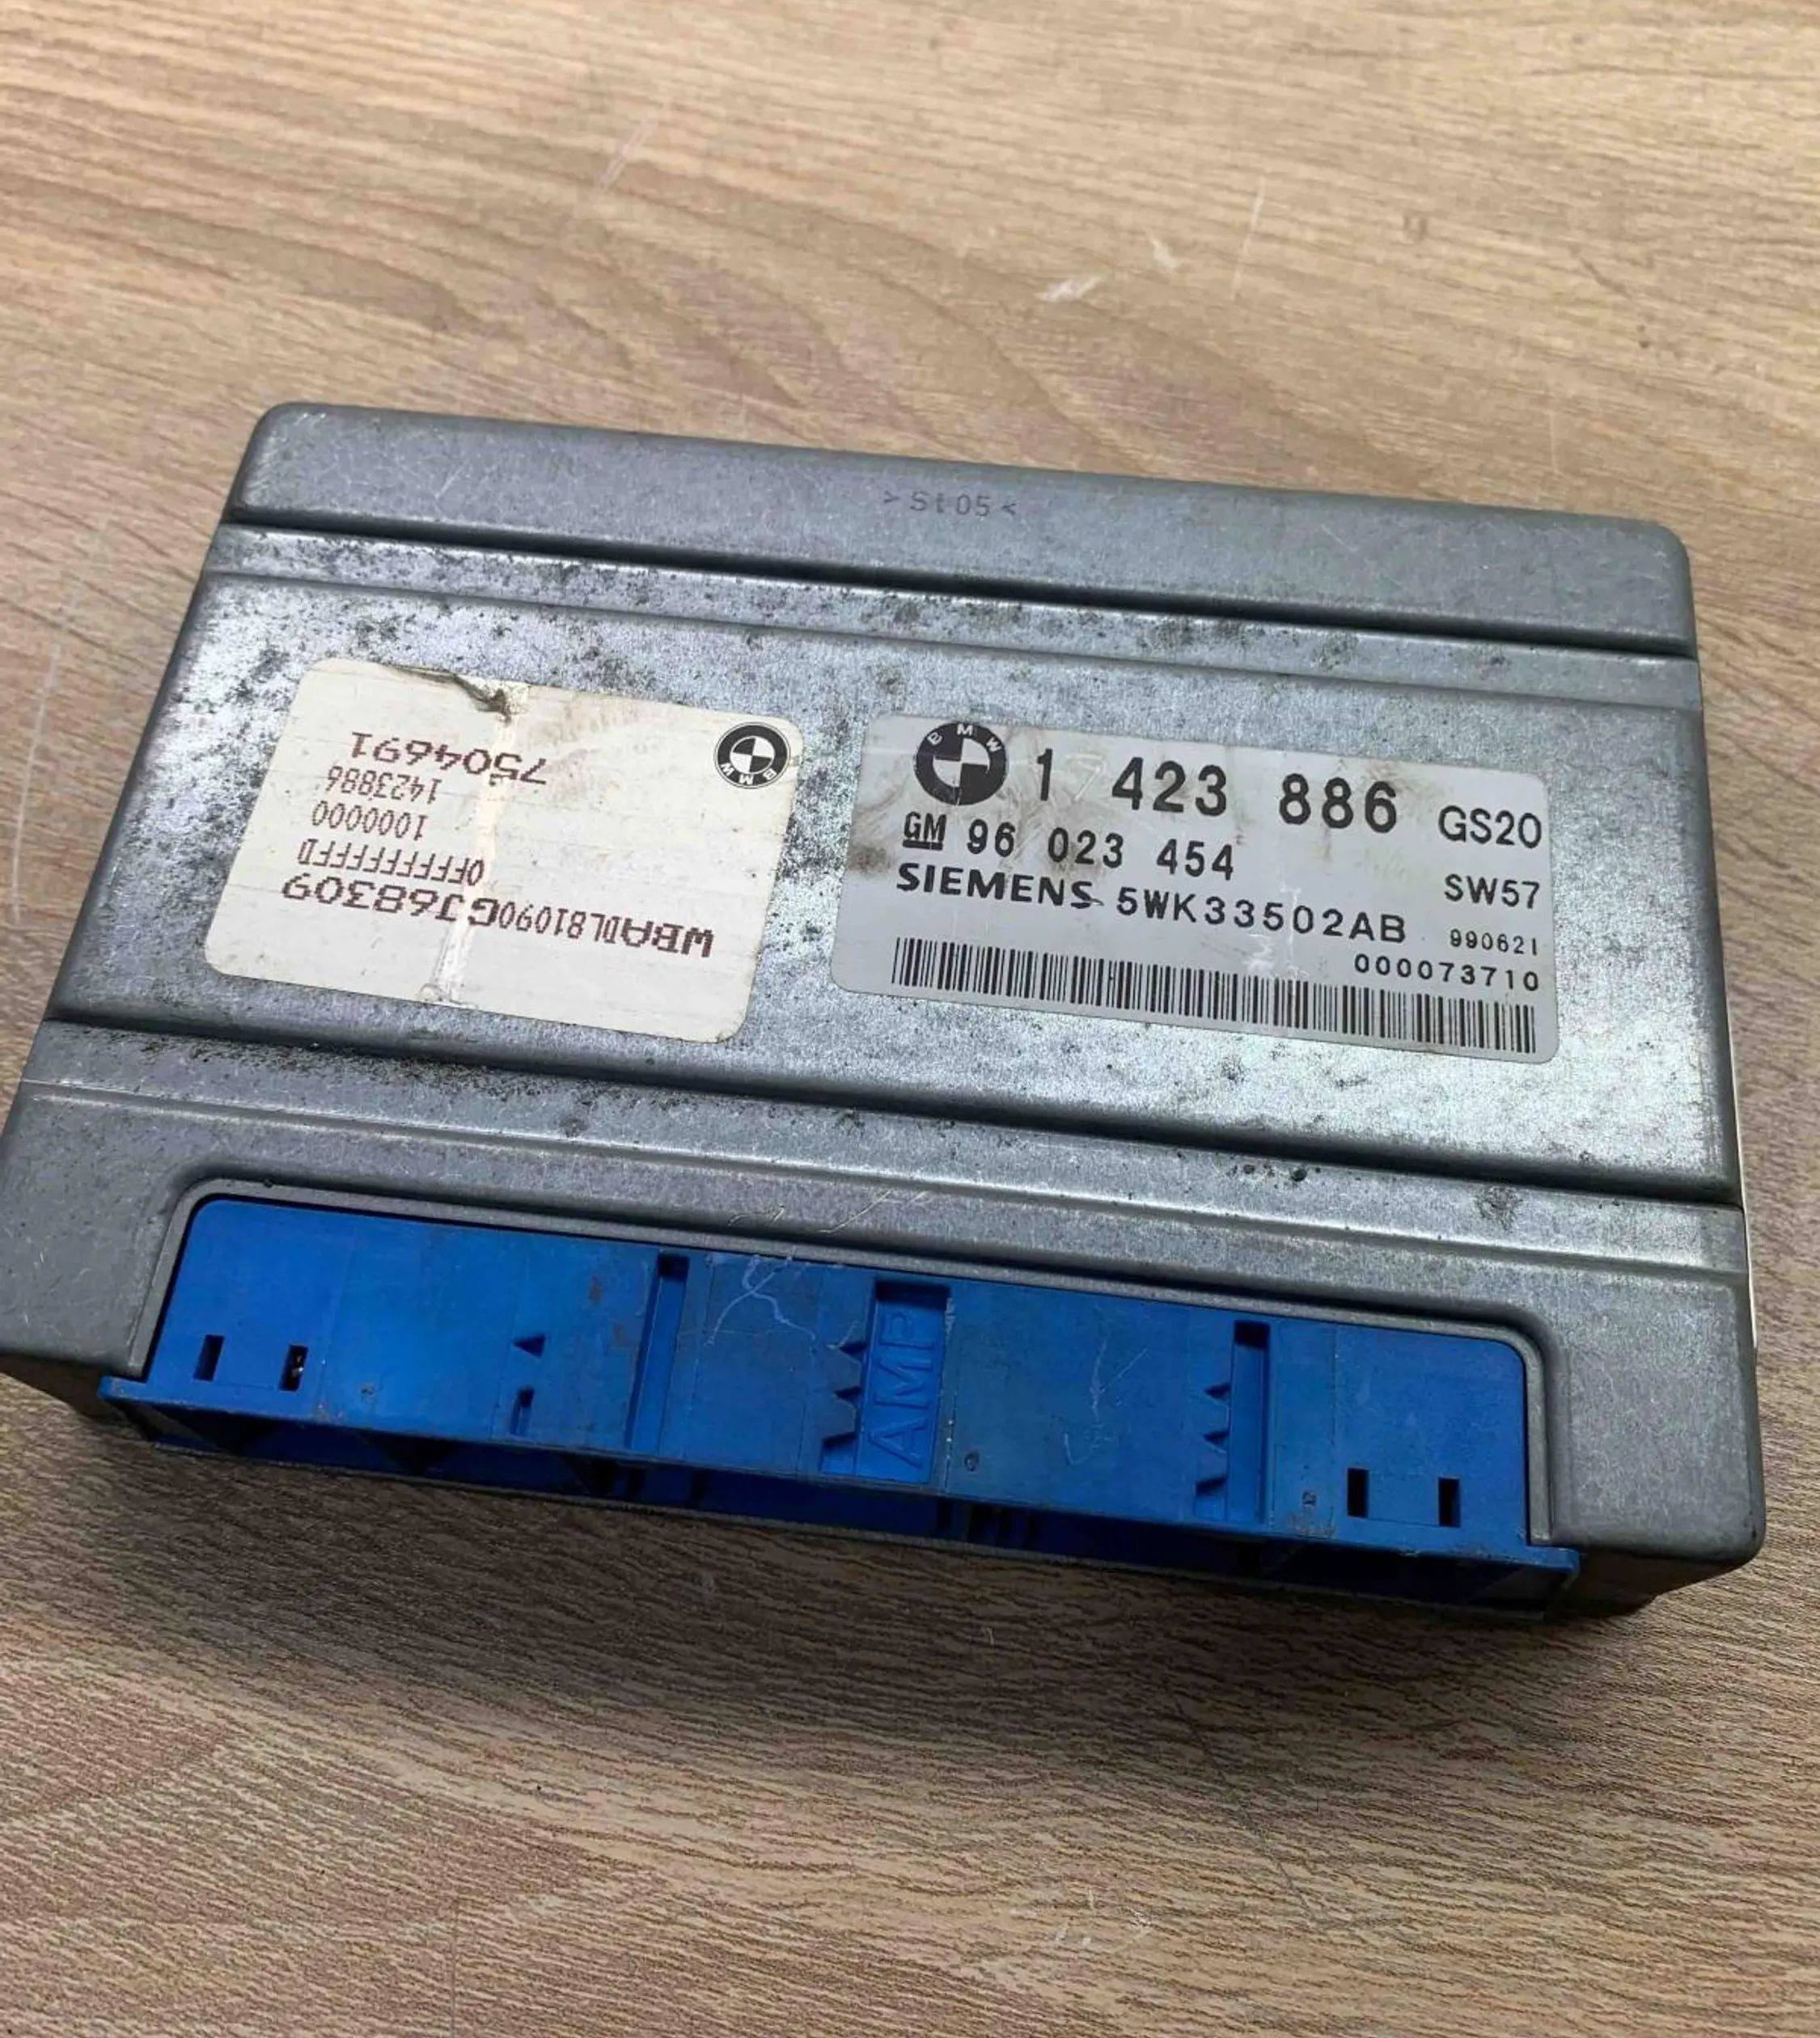 >St05<
BMW
7504691
1423886
1000000
0FFFFFFFFD
WBADL81090GJ68309
BMW
1 423 886 GS20
GM 96 023 454
SW57
SIEMENS 5WK33502AB
990621
000073710
AMP